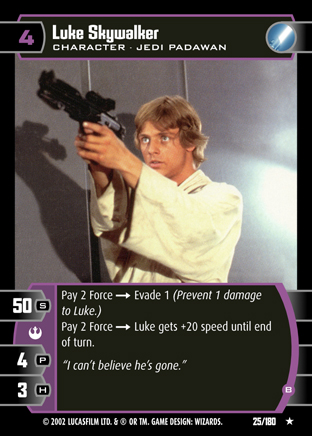 4
Luke Skywalker
CHARACTER · JEDI PADAWAN
Pay 2 Force → Evade 1 (Prevent 1 damage
to Luke.)
Pay 2 Force → Luke gets +20 speed until end
of turn.
"I can't believe he's gone."
50 S
4 P
3 H
B
© 2002 LUCASFILM LTD. & ® OR TM. GAME DESIGN: WIZARDS.
25/180